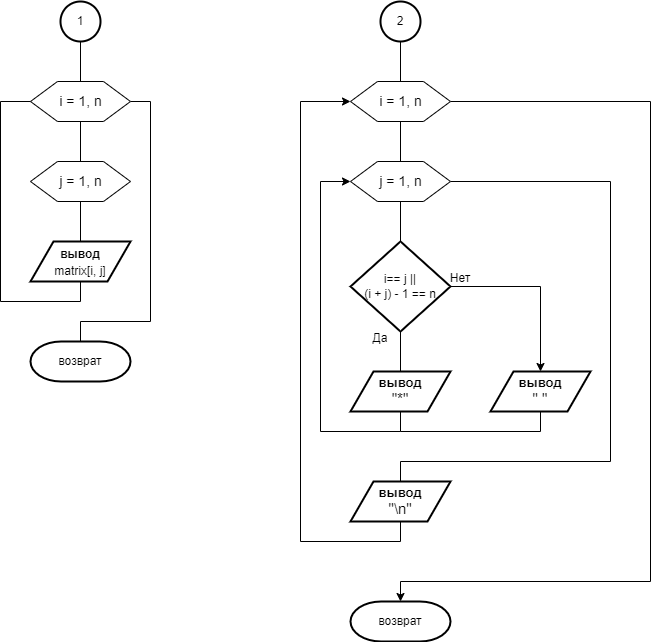 1
i = 1, n
j = 1, n
вывод
matrix[i, j]
возврат
2
i = 1, n
j = 1, n
i== j ||
(i + j) - 1 == n
Нет
Да
вывод
"*"
вывод
" "
вывод
"\n"
возврат